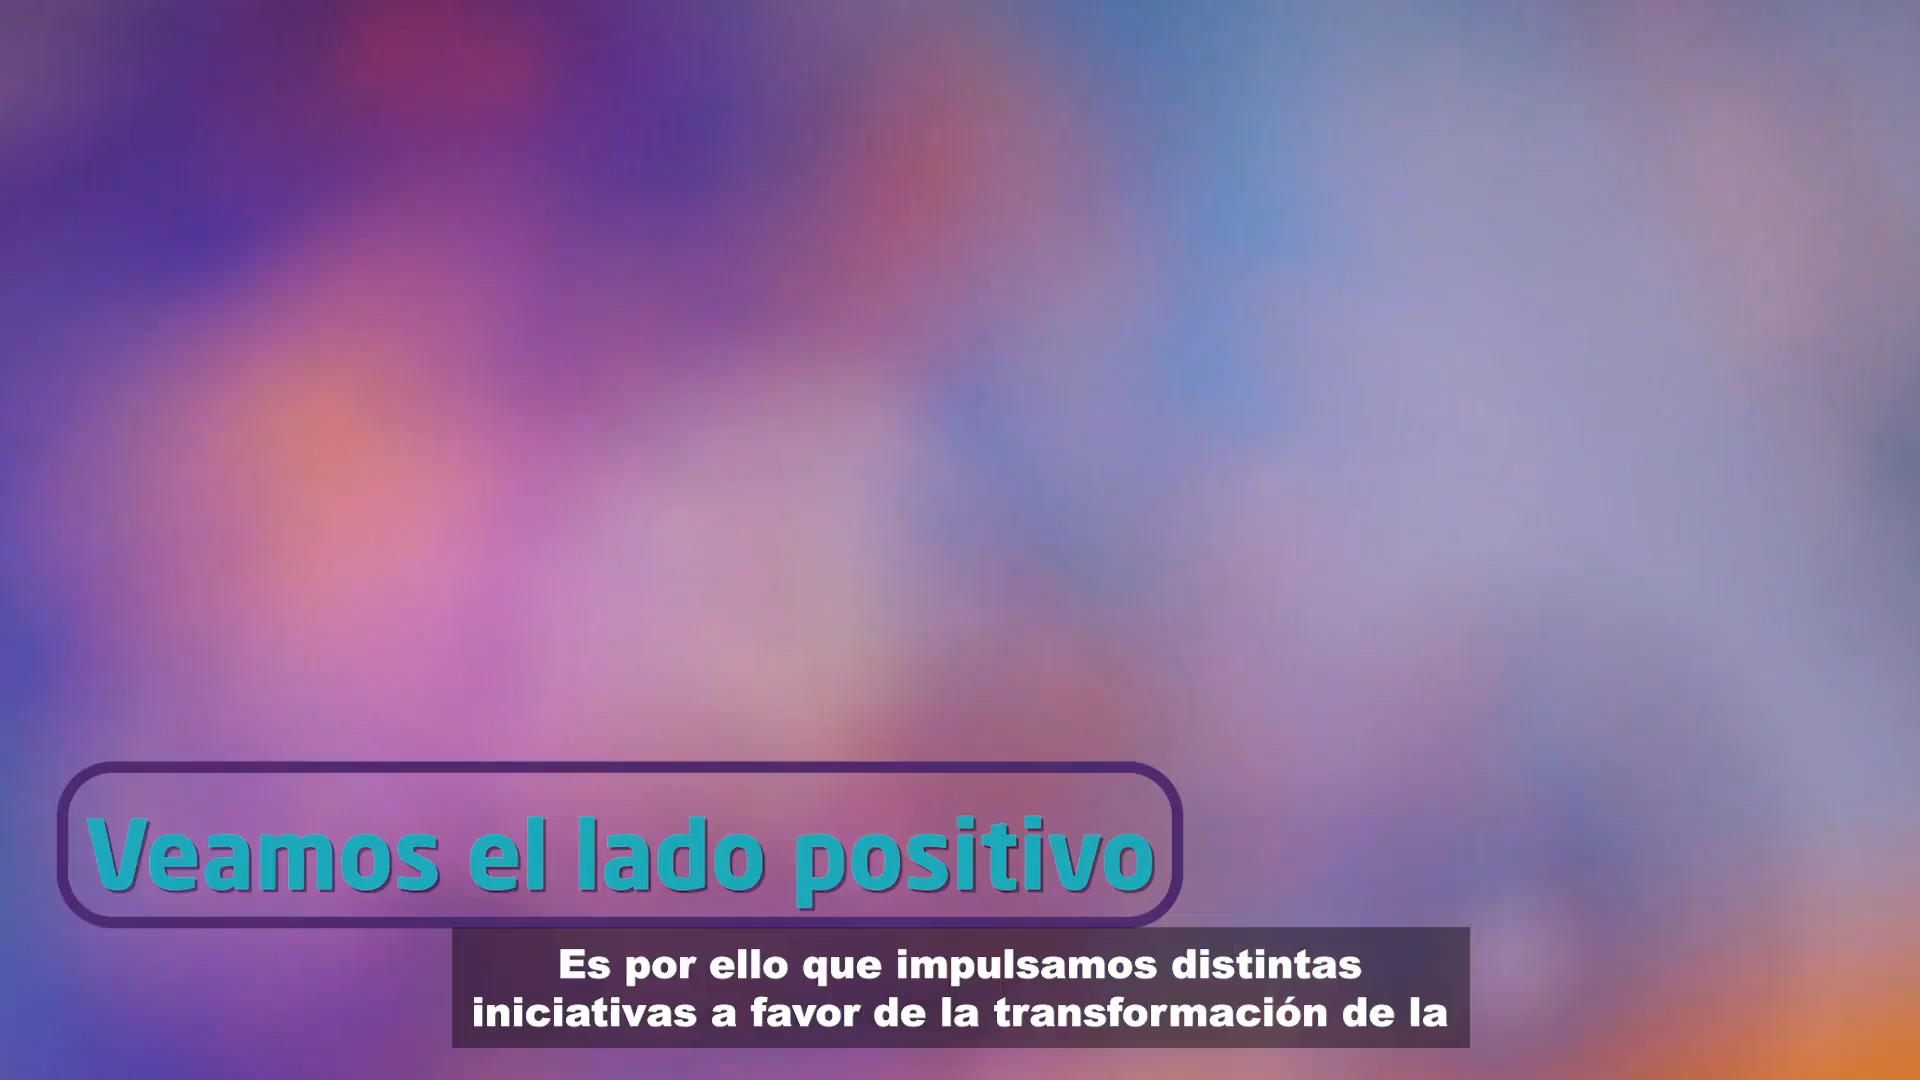 Veamos el lado positivo
Es por ello que impulsamos distintas
iniciativas a favor de la transformación de la